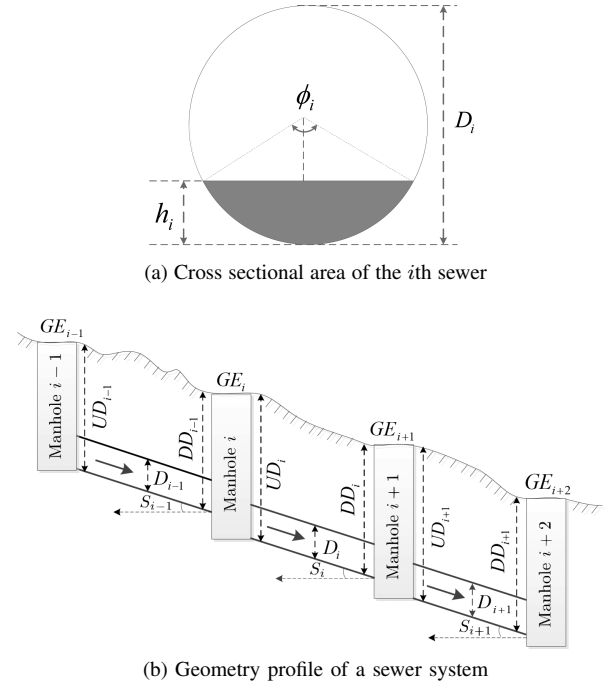 ϕ_i
D_i
h_i
(a) Cross sectional area of the ith sewer
GE_{i-1}
Manhole i − 1
UD_{i-1}
DD_{i-1}
D_{i-1}
S_{i-1}
GE_i
Manhole i
UD_i
DD_i
D_i
S_i
GE_{i+1}
Manhole i + 1
UD_{i+1}
DD_{i+1}
D_{i+1}
S_{i+1}
GE_{i+2}
Manhole i + 2
(b) Geometry profile of a sewer system